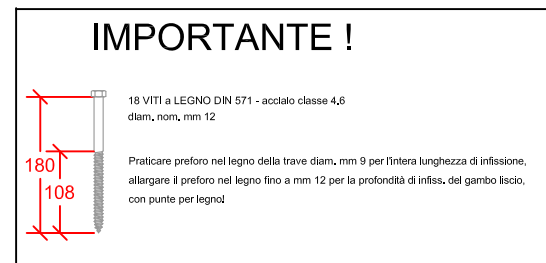 IMPORTANTE !
18 VITI a LEGNO DIN 571 - acciaio classe 4,6
diam. nom. mm 12
180
108
Praticare preforo nel legno della trave diam. mm 9 per l'intera lunghezza di infissione,
allargare il preforo nel legno fino a mm 12 per la profondità di infiss. del gambo liscio,
con punte per legno!